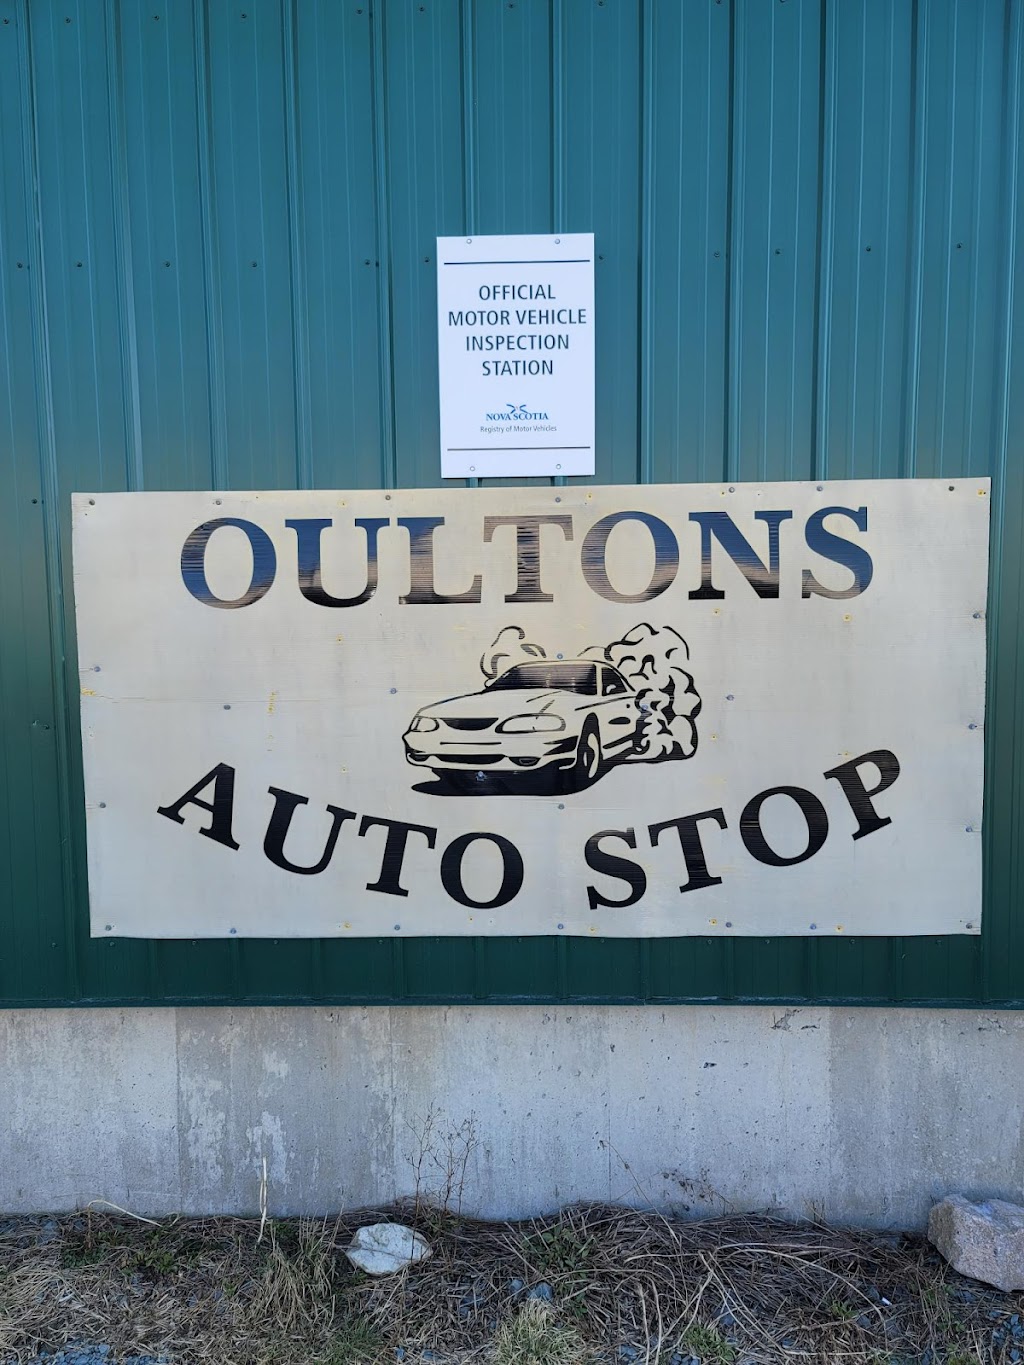 OFFICIAL
MOTOR VEHICLE
INSPECTION
STATION
NOVA SCOTIA
Registry of Motor Vehicles
OULTONS
AUTO STOP